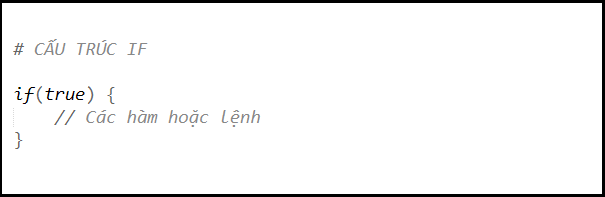 # CẤU TRÚC IF
if(true) {
// Các hàm hoặc lệnh
}